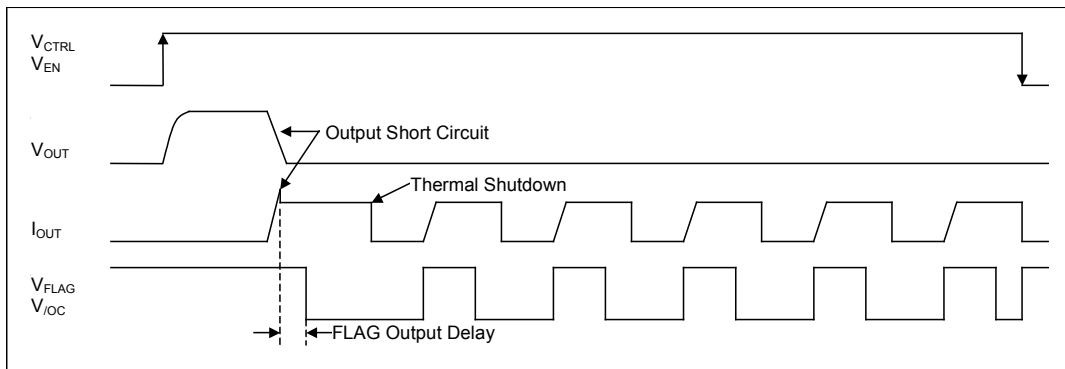 VCTRL
VEN
VOUT
Output Short Circuit
Thermal Shutdown
IOUT
VFLAG
V/OC
FLAG Output Delay